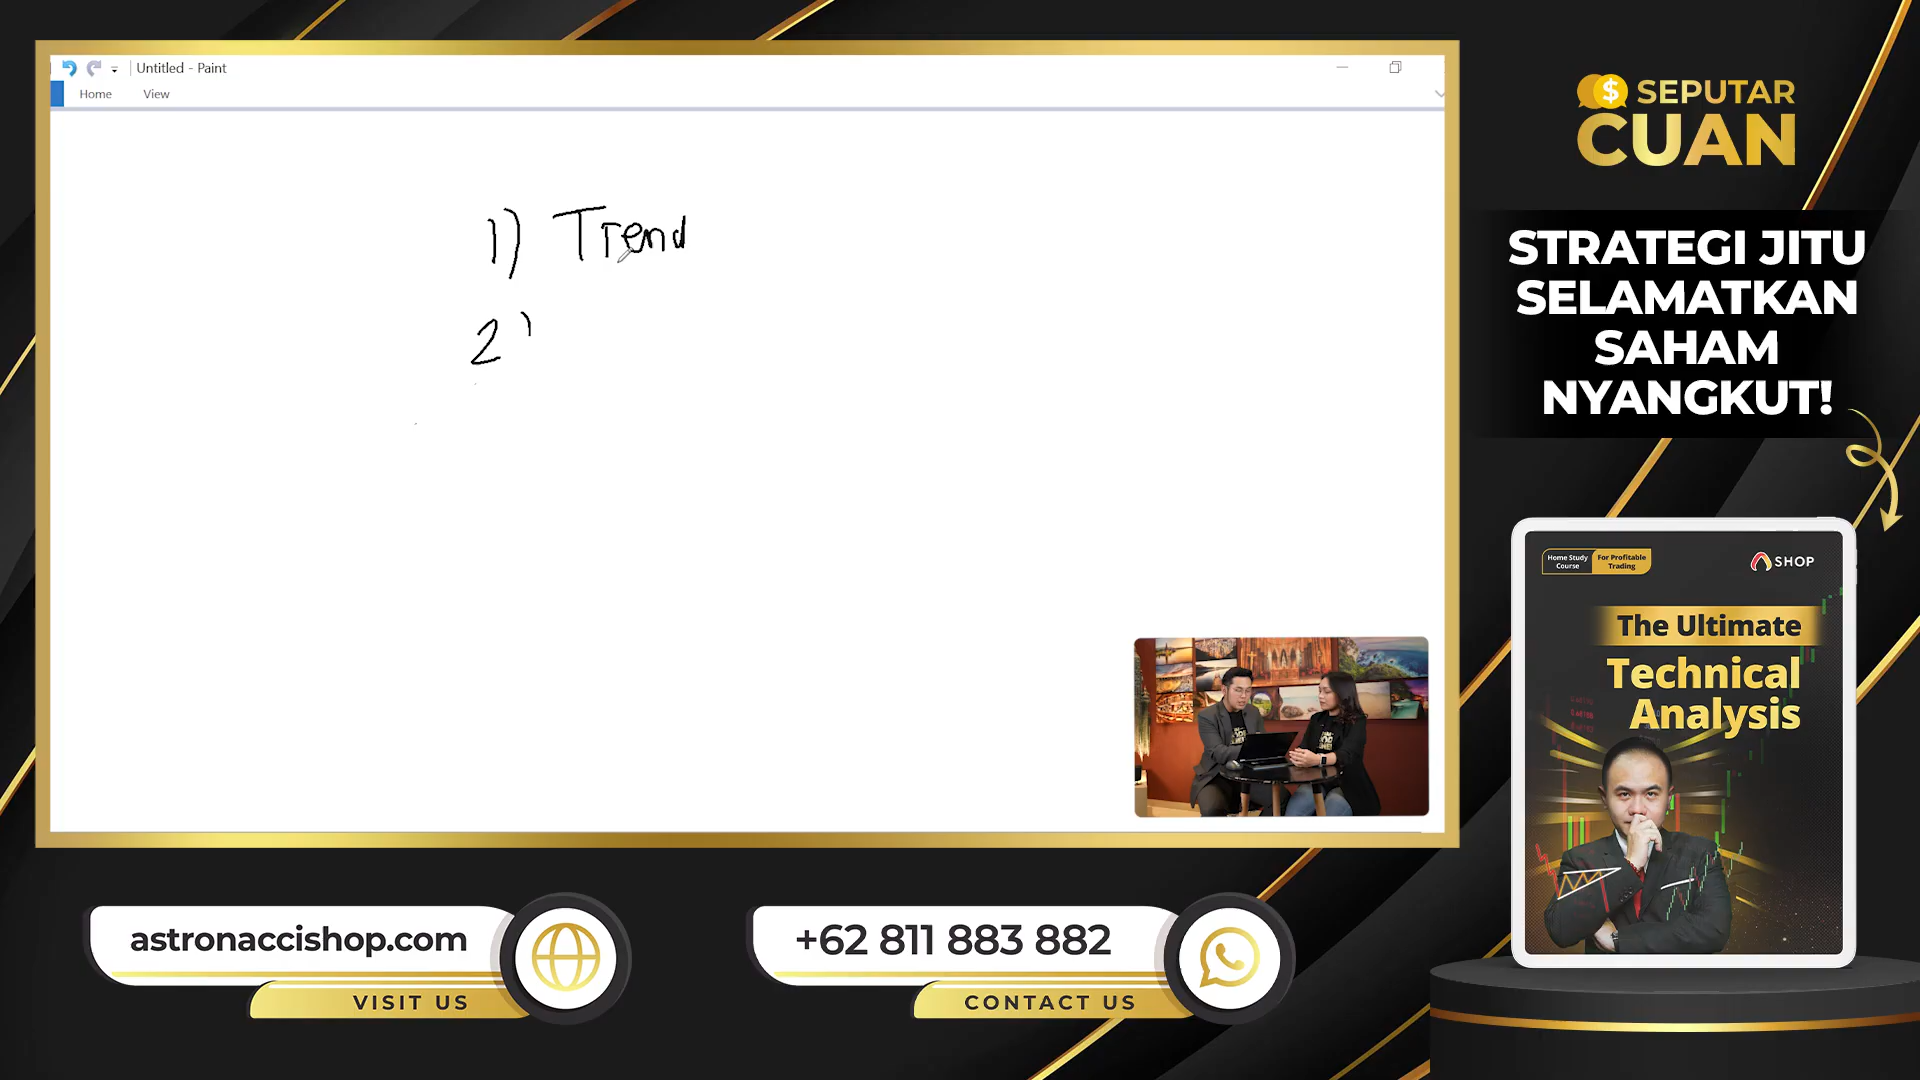 Untitled - Paint
Home View
1) Trend
2)
$ SEPUTAR
CUAN
STRATEGI JITU
SELAMATKAN
SAHAM
NYANGKUT!
Home Study
Course
For Profitable
Trading
SHOP
The Ultimate
Technical
Analysis
astronaccishop.com
VISIT US
+62 811 883 882
CONTACT US